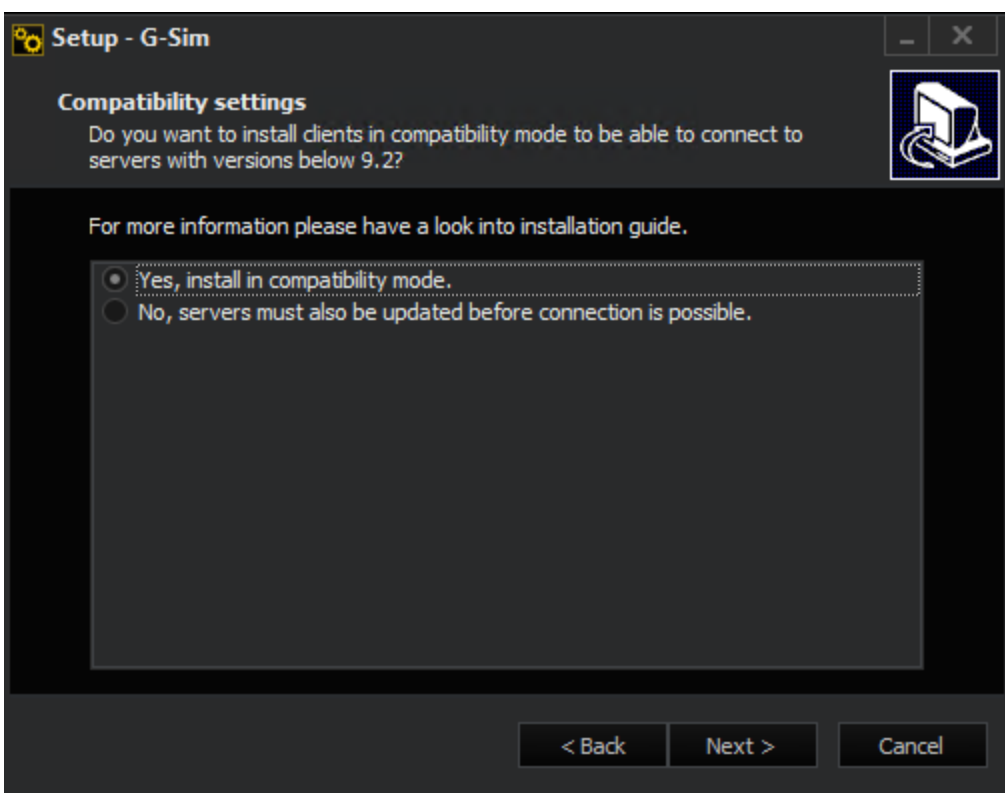 Setup - G-Sim
Compatibility settings
Do you want to install clients in compatibility mode to be able to connect to
servers with versions below 9.2?
For more information please have a look into installation guide.
Yes, install in compatibility mode.
No, servers must also be updated before connection is possible.
< Back
Next >
Cancel